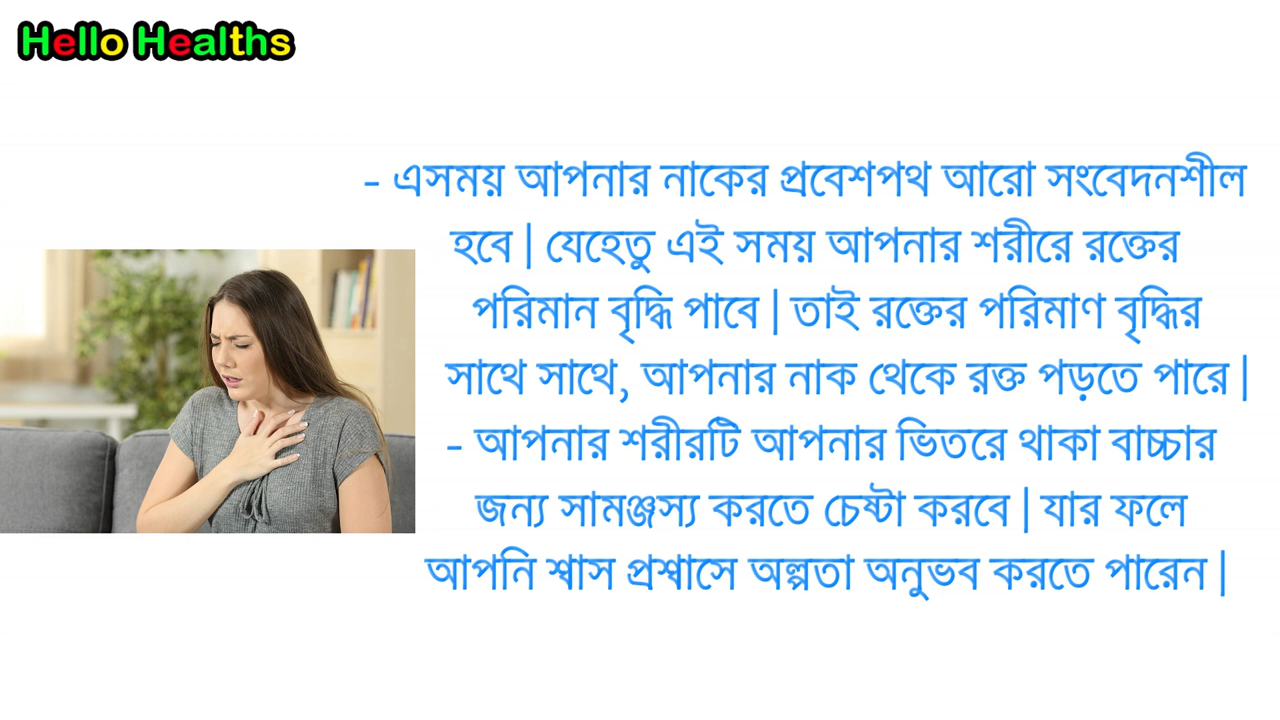 Hello Healths
- এসময় আপনার নাকের প্রবেশপথ আরো সংবেদনশীল
হবে | যেহেতু এই সময় আপনার শরীরে রক্তের
পরিমান বৃদ্ধি পাবে | তাই রক্তের পরিমাণ বৃদ্ধির
সাথে সাথে, আপনার নাক থেকে রক্ত পড়তে পারে |
- আপনার শরীরটি আপনার ভিতরে থাকা বাচ্চার
জন্য সামঞ্জস্য করতে চেষ্টা করবে | যার ফলে
আপনি শ্বাস প্রশ্বাসে অল্পতা অনুভব করতে পারেন |